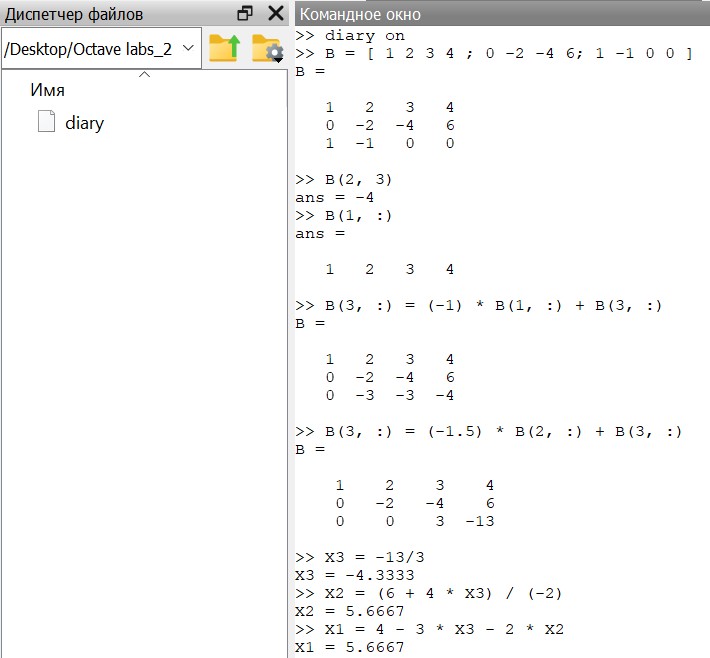 Диспетчер файлов
/Desktop/Octave labs_2
Имя
diary
Командное окно
>> diary on
>> B = [ 1 2 3 4 ; 0 -2 -4 6; 1 -1 0 0 ]
B =
1 2 3 4
0 -2 -4 6
1 -1 0 0
>> B(2, 3)
ans = -4
>> B(1, :)
ans =
1 2 3 4
>> B(3, :) = (-1) * B(1, :) + B(3, :)
B =
1 2 3 4
0 -2 -4 6
0 -3 -3 -4
>> B(3, :) = (-1.5) * B(2, :) + B(3, :)
B =
1 2 3 4
0 -2 -4 6
0 0 3 -13
>> X3 = -13/3
X3 = -4.3333
>> X2 = (6 + 4 * X3) / (-2)
X2 = 5.6667
>> X1 = 4 - 3 * X3 - 2 * X2
X1 = 5.6667